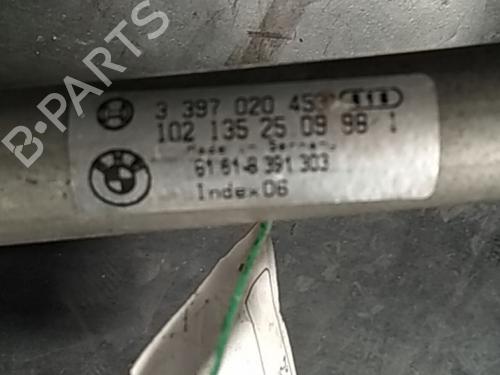 3 397 020 453
102 135 25 09 98 1
Made in Germany
61 61-8 391 303
Index 06